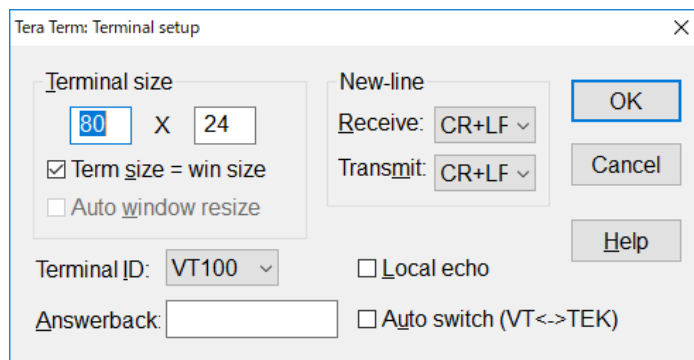 Tera Term: Terminal setup
Terminal size
80 X 24
Term size = win size
Auto window resize
New-line
Receive: CR+LF
Transmit: CR+LF
OK
Cancel
Help
Terminal ID: VT100
Local echo
Answerback:
Auto switch (VT<->TEK)